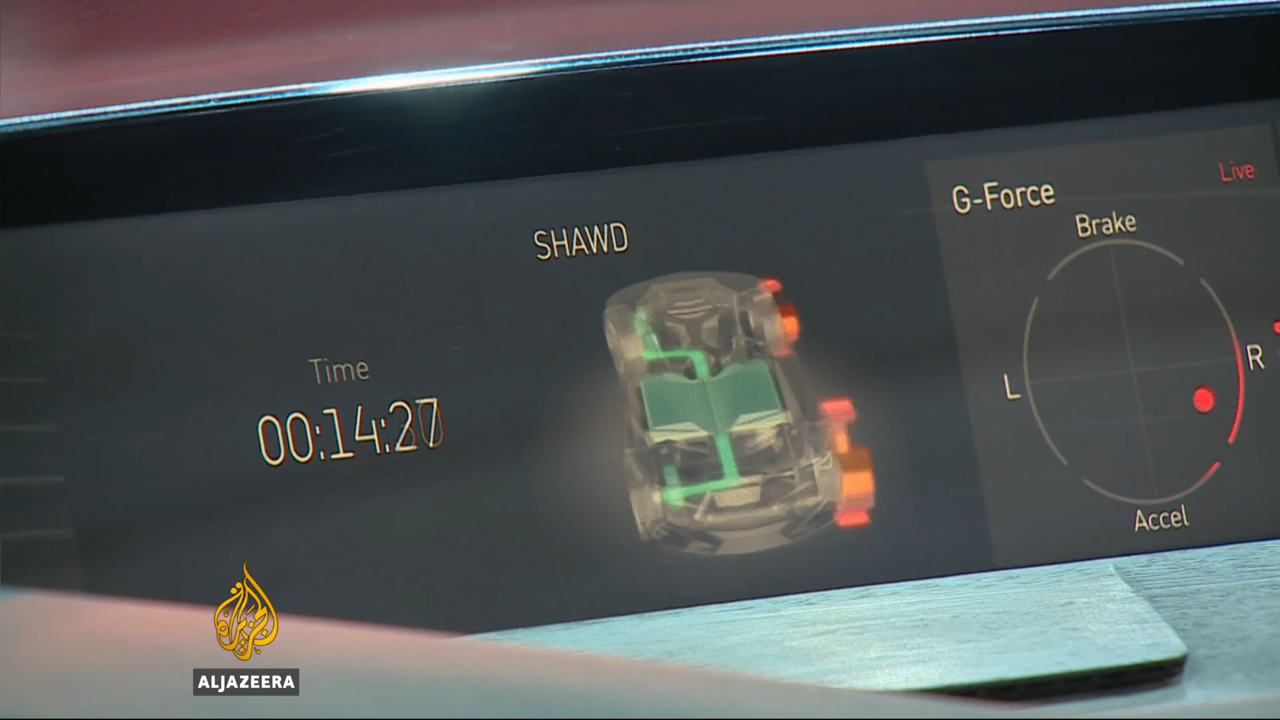 Live
G-Force
Brake
SHAWD
R
Time
L
00:14:27
Accel
ALJAZEERA